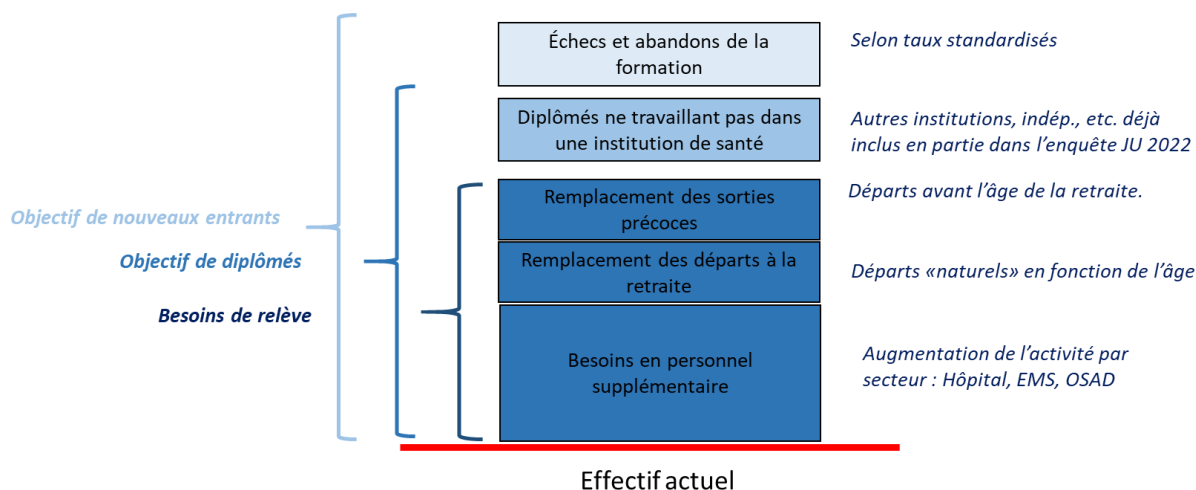 Échecs et abandons de la
formation
Selon taux standardisés
Diplômés ne travaillant pas dans
une institution de santé
Autres institutions, indép., etc. déjà
inclus en partie dans l'enquête JU 2022
Remplacement des sorties
précoces
Départs avant l'âge de la retraite.
Objectif de nouveaux entrants
Objectif de diplômés
Remplacement des départs à la
retraite
Départs «naturels» en fonction de l'âge
Besoins de relève
Besoins en personnel
supplémentaire
Augmentation de l'activité par
secteur : Hôpital, EMS, OSAD
Effectif actuel